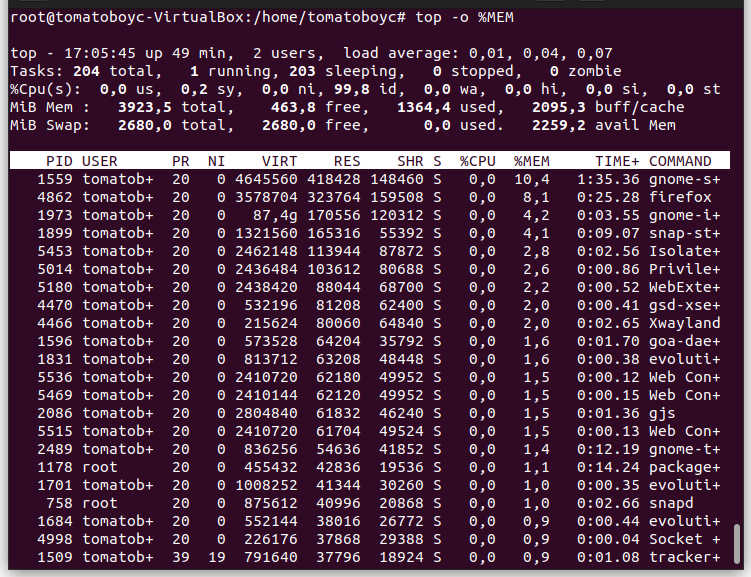 root@tomatoboyc-VirtualBox:/home/tomatoboyc# top -o %MEM
top - 17:05:45 up 49 min,  2 users,  load average: 0,01, 0,04, 0,07
Tasks: 204 total,   1 running, 203 sleeping,   0 stopped,   0 zombie
%Cpu(s):  0,0 us,  0,2 sy,  0,0 ni, 99,8 id,  0,0 wa,  0,0 hi,  0,0 si,  0,0 st
MiB Mem :   3923,5 total,    463,8 free,   1364,4 used,   2095,3 buff/cache
MiB Swap:   2680,0 total,   2680,0 free,      0,0 used.   2259,2 avail Mem
PID USER      PR  NI    VIRT    RES    SHR S  %CPU  %MEM     TIME+ COMMAND
1559 tomatob+  20   0 4645560 418428 148460 S   0,0  10,4   1:35.36 gnome-s+
4862 tomatob+  20   0 3578704 323764 159508 S   0,0   8,1   0:25.28 firefox
1973 tomatob+  20   0   87,4g 170556 120312 S   0,0   4,2   0:03.55 gnome-i+
1899 tomatob+  20   0 1321560 165316  55392 S   0,0   4,1   0:09.07 snap-st+
5453 tomatob+  20   0 2462148 113944  87872 S   0,0   2,8   0:02.56 Isolate+
5014 tomatob+  20   0 2436484 103612  80688 S   0,0   2,6   0:00.86 Privile+
5180 tomatob+  20   0 2438420  88044  68700 S   0,0   2,2   0:00.52 WebExte+
4470 tomatob+  20   0  532196  81208  62400 S   0,0   2,0   0:00.41 gsd-xse+
4466 tomatob+  20   0  215624  80060  64840 S   0,0   2,0   0:02.65 Xwayland
1596 tomatob+  20   0  573528  64204  35792 S   0,0   1,6   0:01.70 goa-dae+
1831 tomatob+  20   0  813712  63208  48448 S   0,0   1,6   0:00.38 evoluti+
5536 tomatob+  20   0 2410720  62180  49952 S   0,0   1,5   0:00.12 Web Con+
5469 tomatob+  20   0 2410144  62120  49952 S   0,0   1,5   0:00.15 Web Con+
2086 tomatob+  20   0 2804840  61832  46240 S   0,0   1,5   0:01.36 gjs
5515 tomatob+  20   0 2410720  61704  49524 S   0,0   1,5   0:00.13 Web Con+
2489 tomatob+  20   0  836256  54636  41852 S   0,0   1,4   0:12.19 gnome-t+
1178 root      20   0  455432  42836  19536 S   0,0   1,1   0:14.24 package+
1701 tomatob+  20   0 1008252  41344  30260 S   0,0   1,0   0:00.35 evoluti+
758 root      20   0  875612  40996  20868 S   0,0   1,0   0:02.66 snapd
1684 tomatob+  20   0  552144  38016  26772 S   0,0   0,9   0:00.44 evoluti+
4998 tomatob+  20   0  226176  37868  29388 S   0,0   0,9   0:00.04 Socket +
1509 tomatob+  39  19  791640  37796  18924 S   0,0   0,9   0:01.08 tracker+